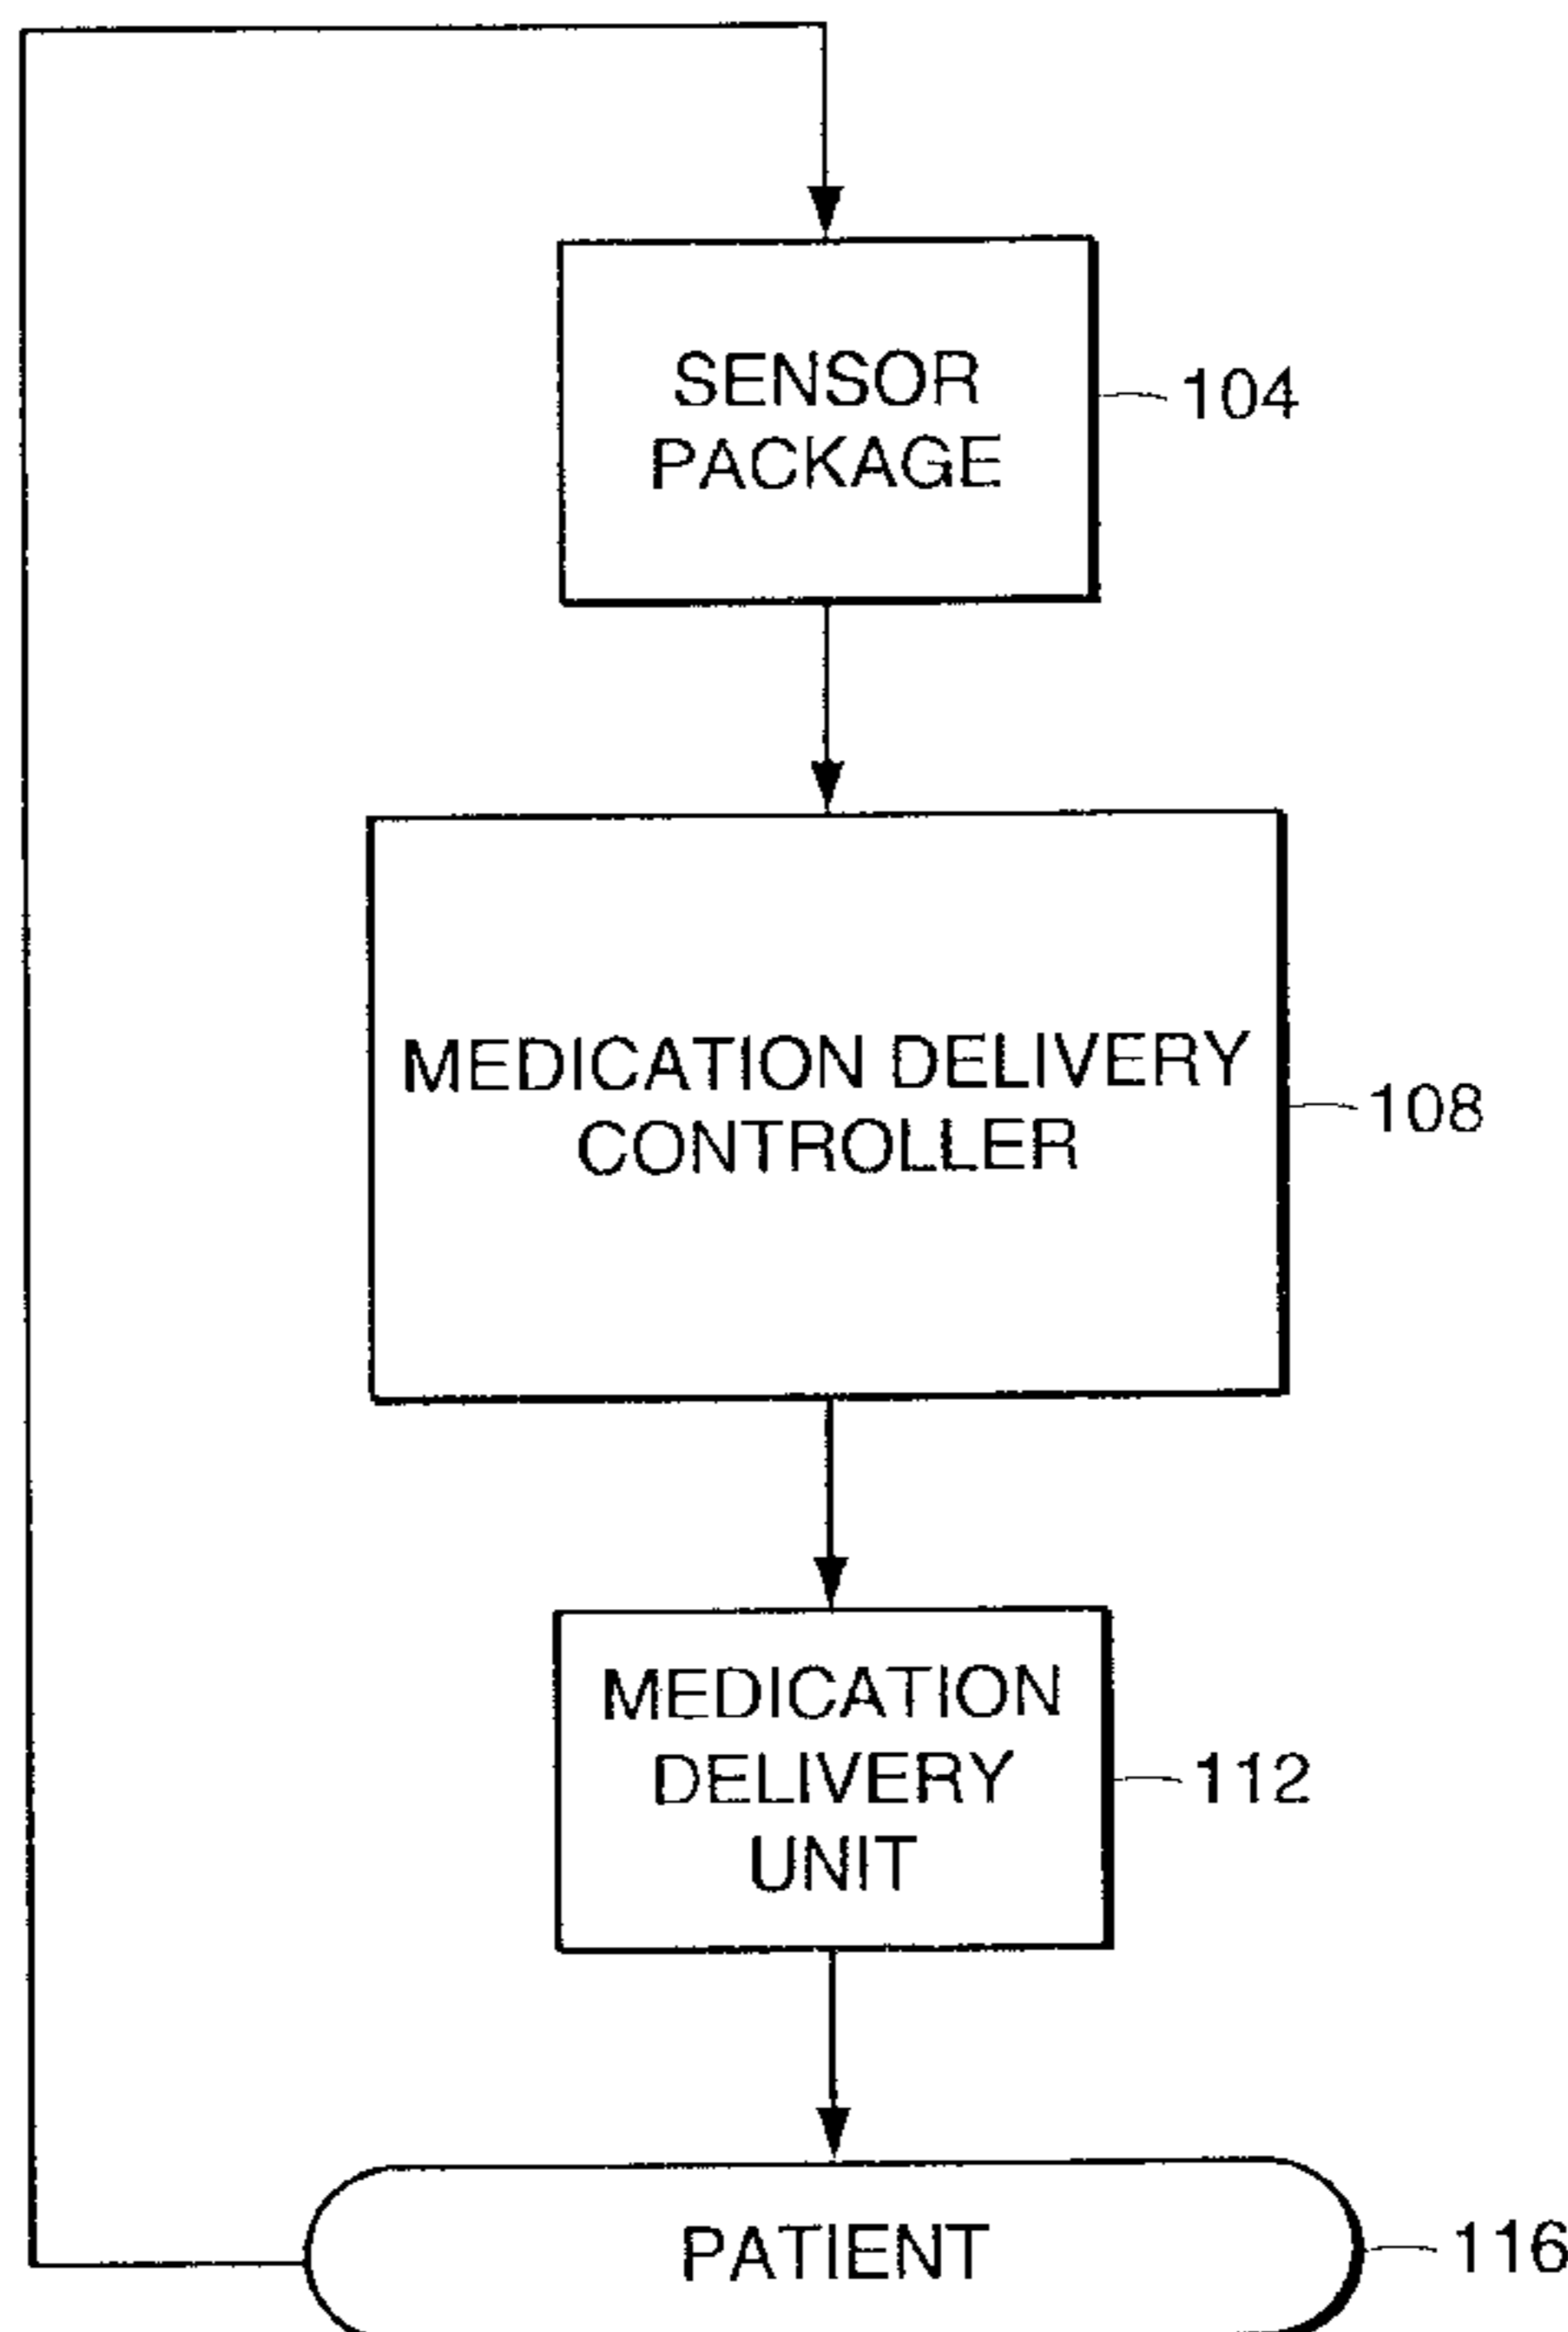 SENSOR
PACKAGE
104
MEDICATION DELIVERY
CONTROLLER
108
MEDICATION
DELIVERY
UNIT
112
PATIENT
116